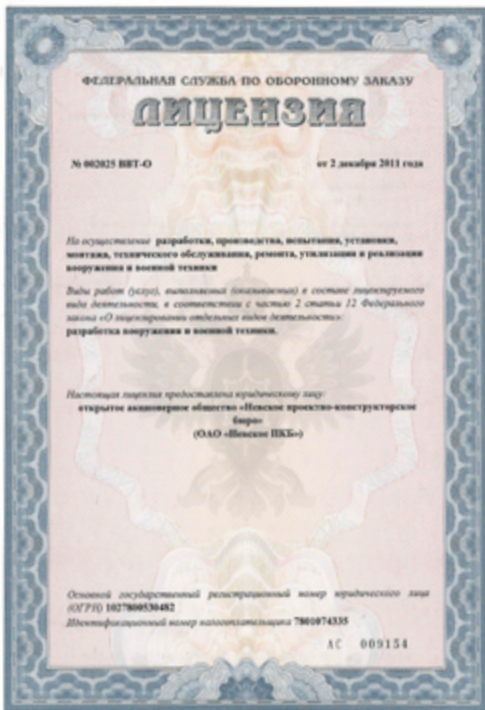 ФЕДЕРАЛЬНАЯ СЛУЖБА ПО ОБОРОННОМУ ЗАКАЗУ
ЛИЦЕНЗИЯ
№ 002025 ВВТ-О от 2 декабря 2011 года
На осуществление разработки, производства, испытания, установки,
монтажа, технического обслуживания, ремонта, утилизации и реализации
вооружения и военной техники
Виды работ (услуг), выполняемых (оказываемых) в составе лицензируемого
вида деятельности, в соответствии с частью 2 статьи 12 Федерального
закона «О лицензировании отдельных видов деятельности»:
разработка вооружения и военной техники.
Настоящая лицензия предоставлена юридическому лицу:
открытое акционерное общество «Невское проектно-конструкторское
бюро»
(ОАО «Невское ПКБ»)
Основной государственный регистрационный номер юридического лица
(ОГРН) 1027800530482
Идентификационный номер налогоплательщика 7801074335
АС 009154